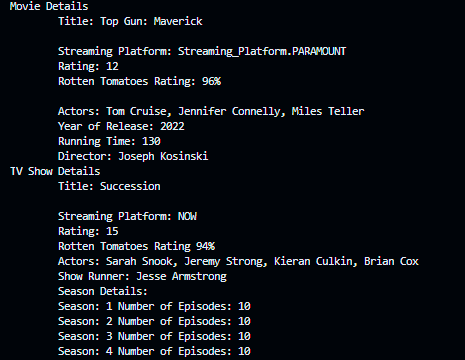 Movie Details
Title: Top Gun: Maverick
Streaming Platform: Streaming_Platform.PARAMOUNT
Rating: 12
Rotten Tomatoes Rating: 96%
Actors: Tom Cruise, Jennifer Connelly, Miles Teller
Year of Release: 2022
Running Time: 130
Director: Joseph Kosinski
TV Show Details
Title: Succession
Streaming Platform: NOW
Rating: 15
Rotten Tomatoes Rating 94%
Actors: Sarah Snook, Jeremy Strong, Kieran Culkin, Brian Cox
Show Runner: Jesse Armstrong
Season Details:
Season: 1 Number of Episodes: 10
Season: 2 Number of Episodes: 10
Season: 3 Number of Episodes: 10
Season: 4 Number of Episodes: 10